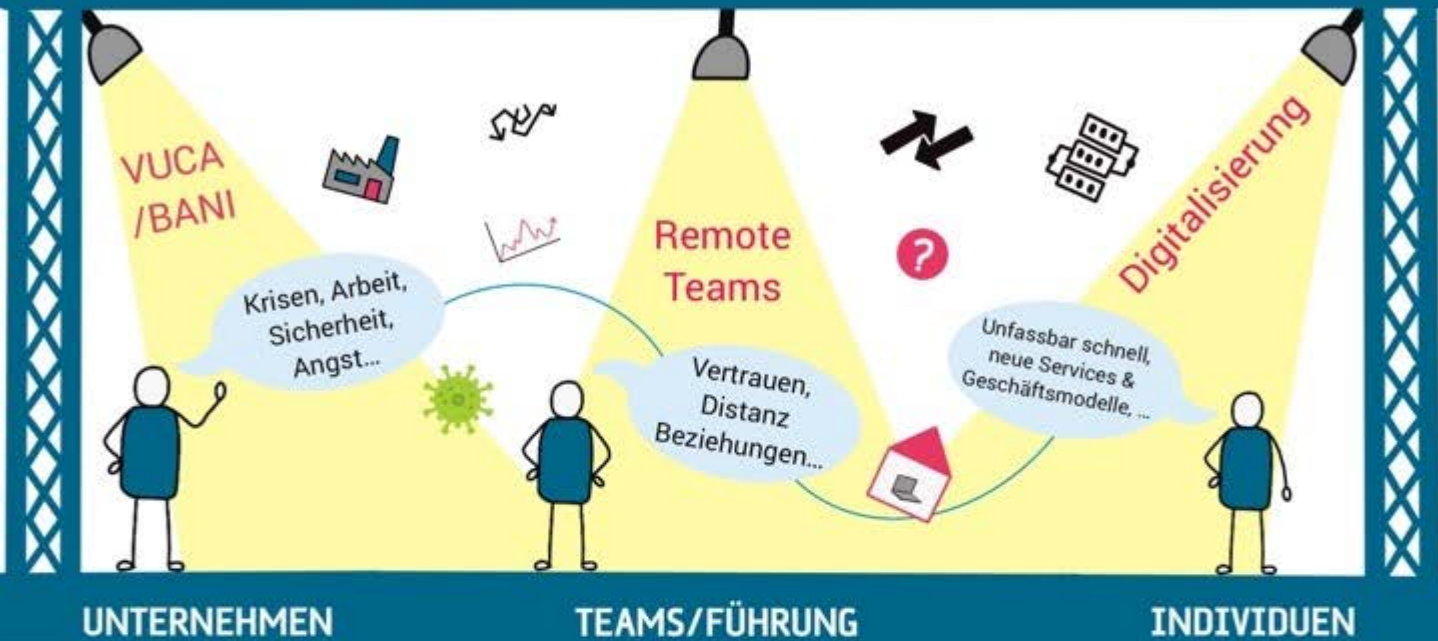 VUCA
/BANI
Krisen, Arbeit,
Sicherheit,
Angst...
Remote
Teams
Vertrauen,
Distanz
Beziehungen...
?
Digitalisierung
Unfassbar schnell,
neue Services &
Geschäftsmodelle, ...
UNTERNEHMEN
TEAMS/FÜHRUNG
INDIVIDUEN